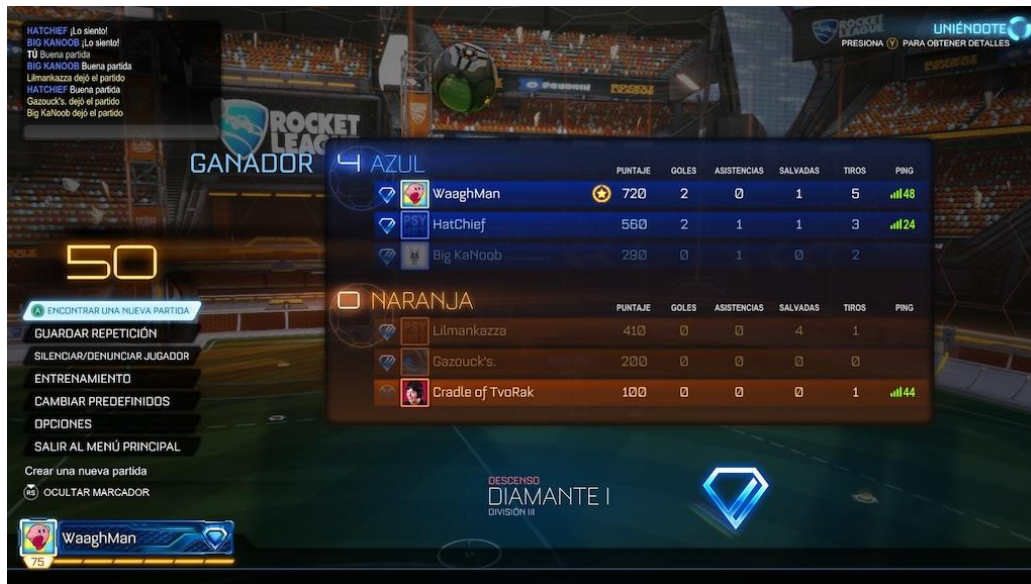 HATCHIEF ¡Lo siento!
BIG KANOOB ¡Lo siento!
TÚ Buena partida
BIG KANOOB Buena partida
Lilmankazza dejó el partido
HATCHIEF Buena partida
Gazouck's. dejó el partido
Big KaNoob dejó el partido
ROCKET LEAGUE
UNIÉNDOTE
PRESIONA Y PARA OBTENER DETALLES
ROCKET
LEAGUE
GANADOR 4 AZUL
PUNTAJE GOLES ASISTENCIAS SALVADAS TIROS PING
WaaghMan 720 2 0 1 5 48
PSY NET HatChief 560 2 1 1 3 24
Big KaNoob 290 0 1 0 2
0 NARANJA
PUNTAJE GOLES ASISTENCIAS SALVADAS TIROS PING
PSY NET Lilmankazza 410 0 0 4 1
Gazouck's. 200 0 0 0 0
Cradle of TvoRak 100 0 0 0 1 44
50
A ENCONTRAR UNA NUEVA PARTIDA
GUARDAR REPETICIÓN
SILENCIAR/DENUNCIAR JUGADOR
ENTRENAMIENTO
CAMBIAR PREDEFINIDOS
OPCIONES
SALIR AL MENÚ PRINCIPAL
Crear una nueva partida
RS OCULTAR MARCADOR
DESCENSO
DIAMANTE I
DIVISIÓN III
WaaghMan
75